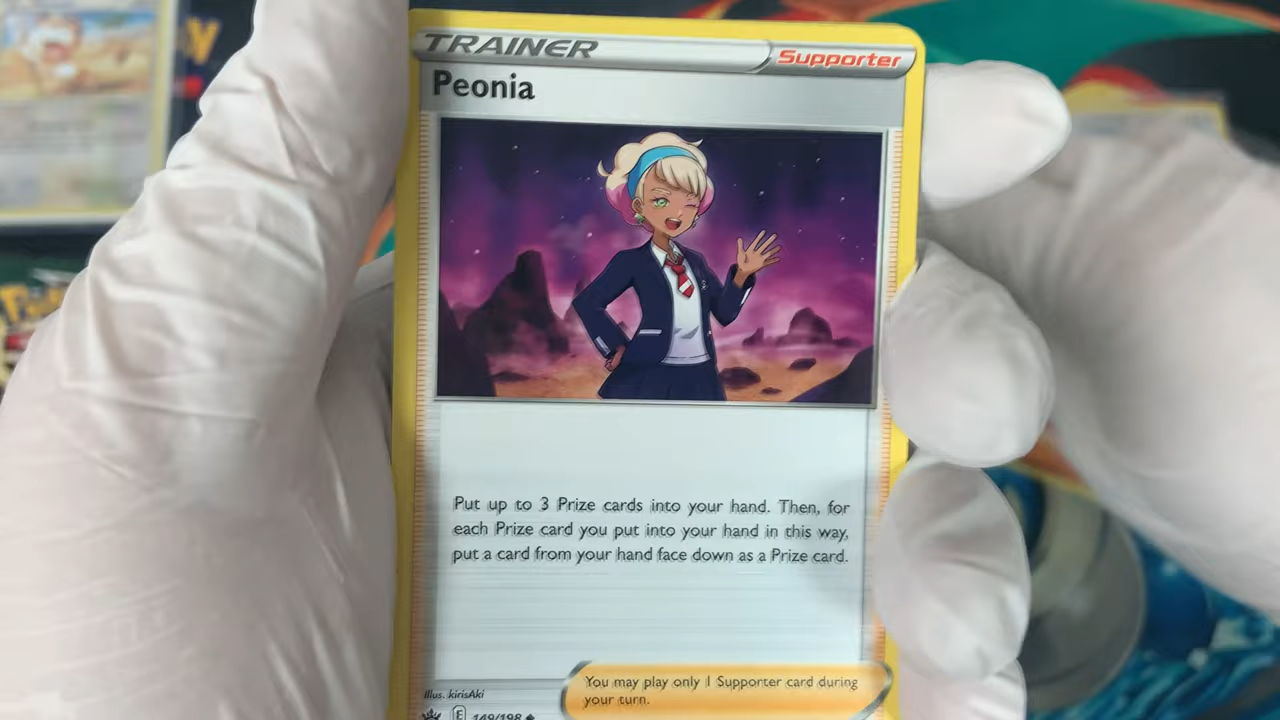 TRAINER
Supporter
Peonia
Put up to 3 Prize cards into your hand. Then, for
each Prize card you put into your hand in this way,
put a card from your hand face down as a Prize card.
You may play only 1 Supporter card during
your turn.
Illus. kirisAki
E 149/198